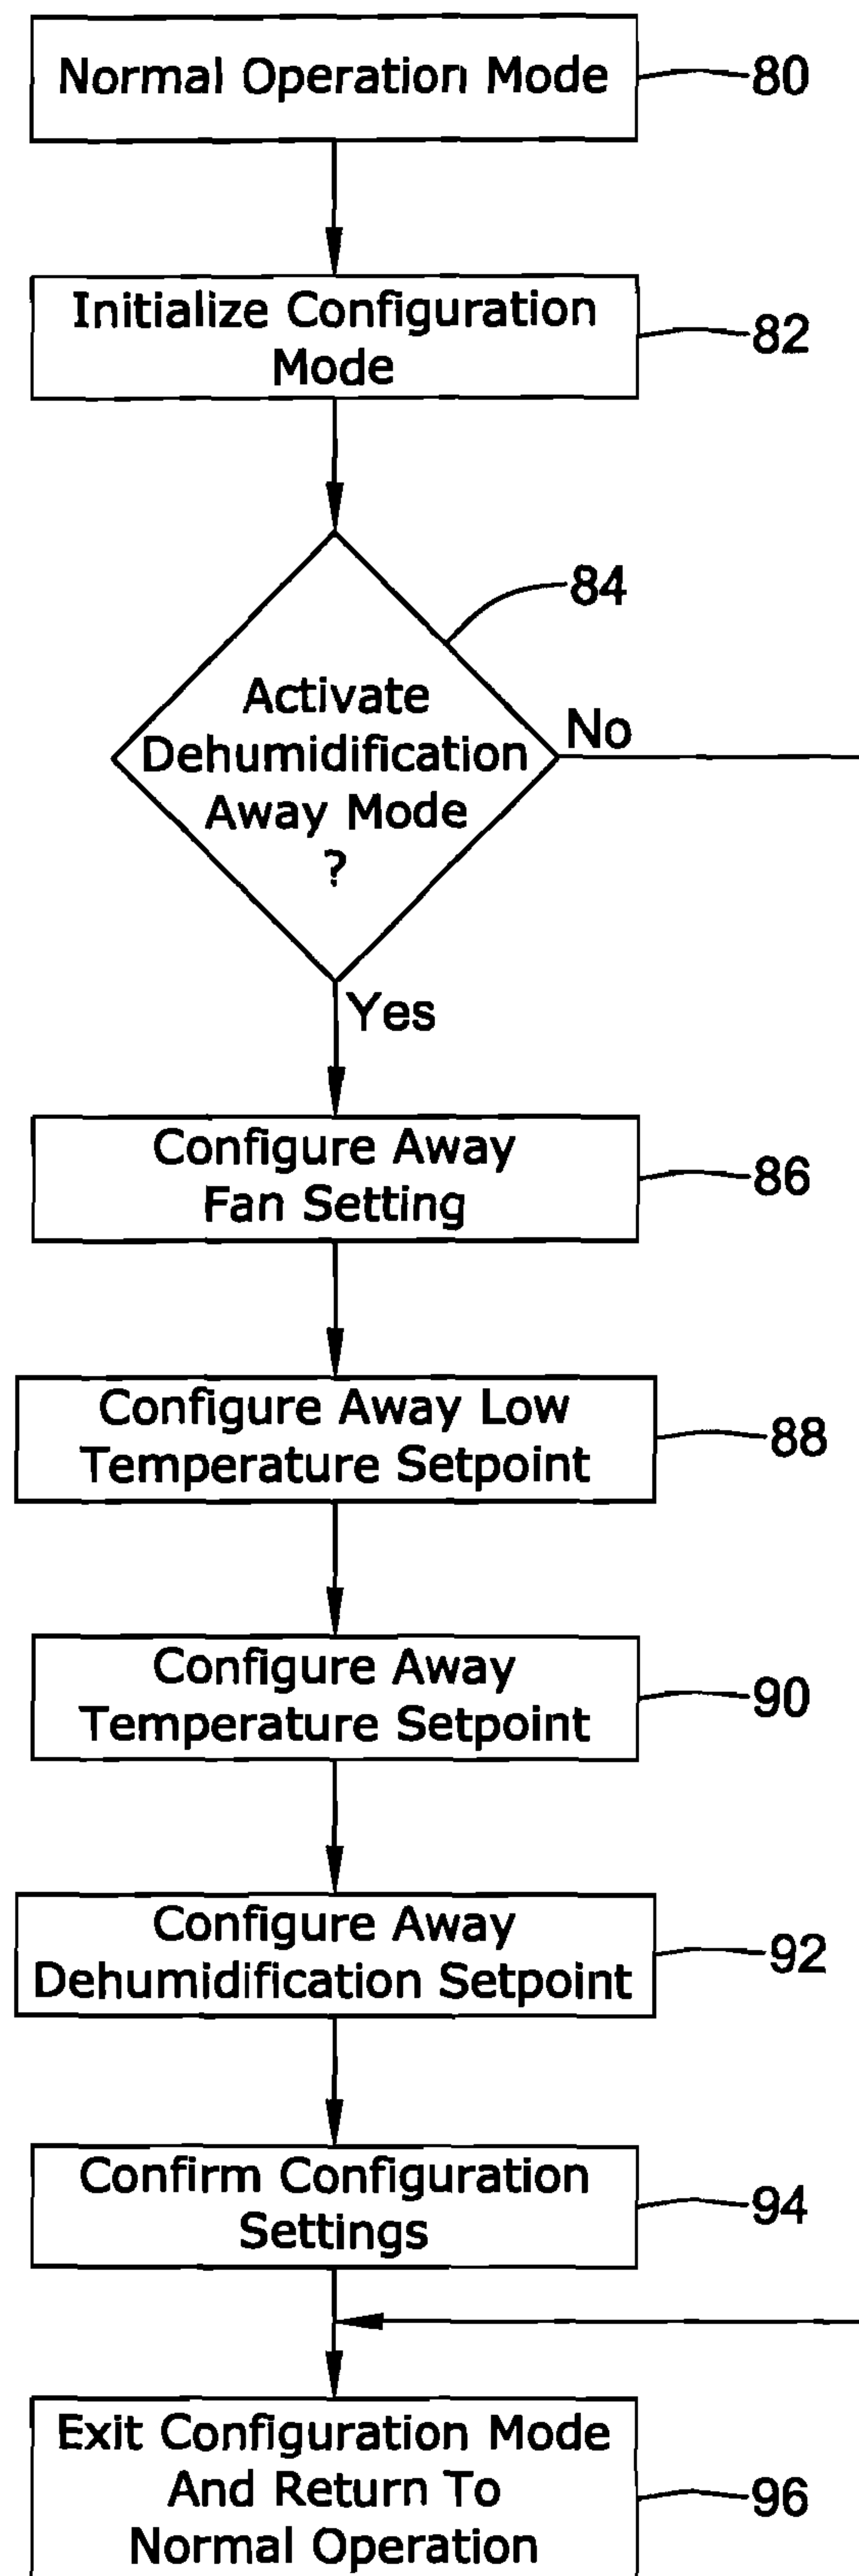 Normal Operation Mode
80
Initialize Configuration
Mode
82
84
Activate
Dehumidification
Away Mode
?
No
Yes
Configure Away
Fan Setting
86
Configure Away Low
Temperature Setpoint
88
Configure Away
Temperature Setpoint
90
Configure Away
Dehumidification Setpoint
92
Confirm Configuration
Settings
94
Exit Configuration Mode
And Return To
Normal Operation
96